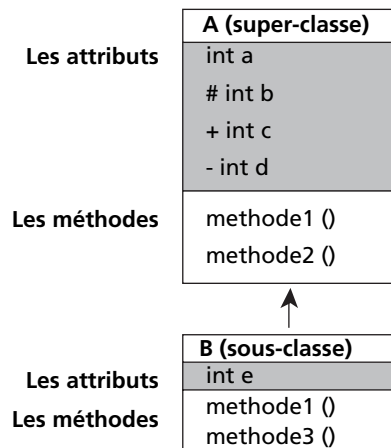 A (super-classe)
Les attributs
int a
# int b
+ int c
- int d
Les méthodes
methode1 ()
methode2 ()
B (sous-classe)
Les attributs
int e
Les méthodes
methode1 ()
methode3 ()